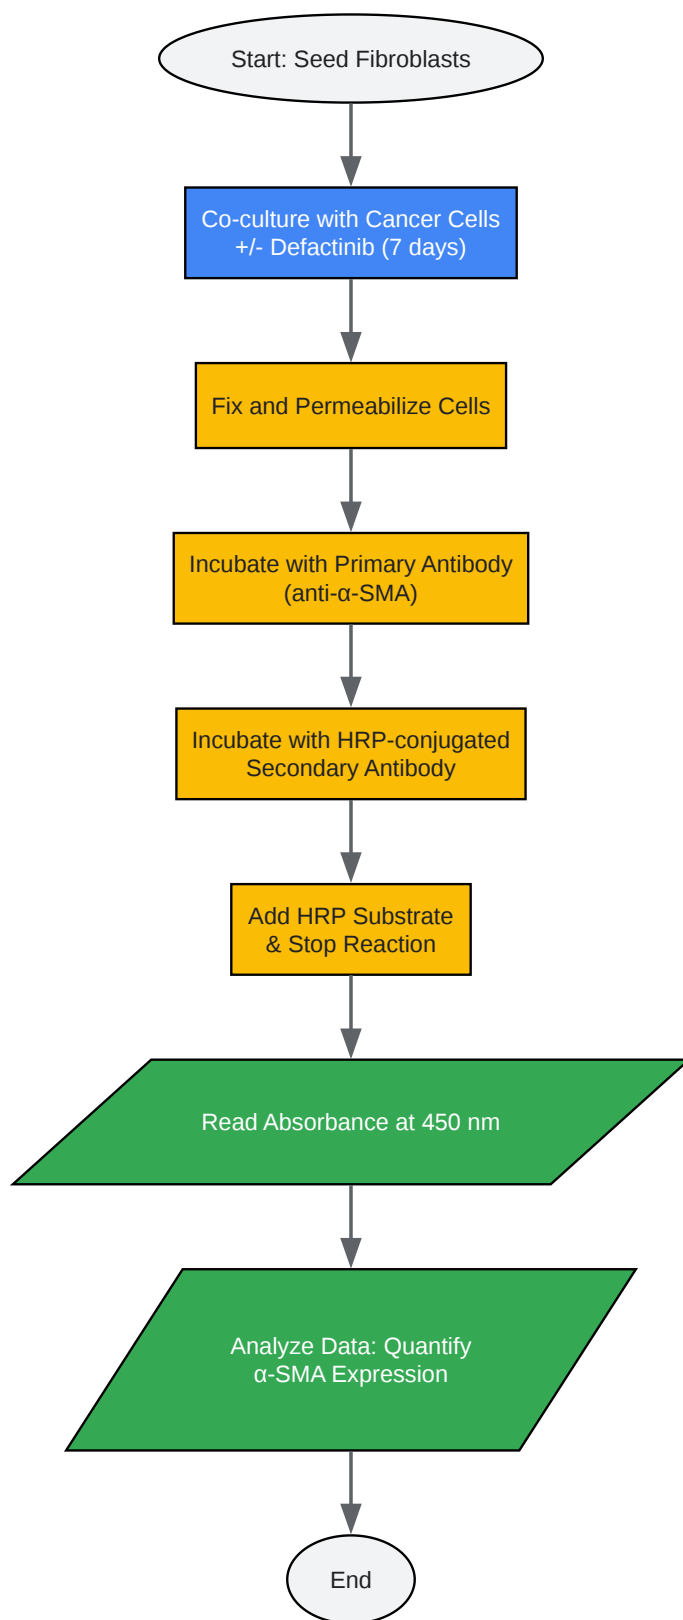 Start: Seed Fibroblasts
Co-culture with Cancer Cells
+/- Defactinib (7 days)
Fix and Permeabilize Cells
Incubate with Primary Antibody
(anti-α-SMA)
Incubate with HRP-conjugated
Secondary Antibody
Add HRP Substrate
& Stop Reaction
Read Absorbance at 450 nm
Analyze Data: Quantify
α-SMA Expression
End